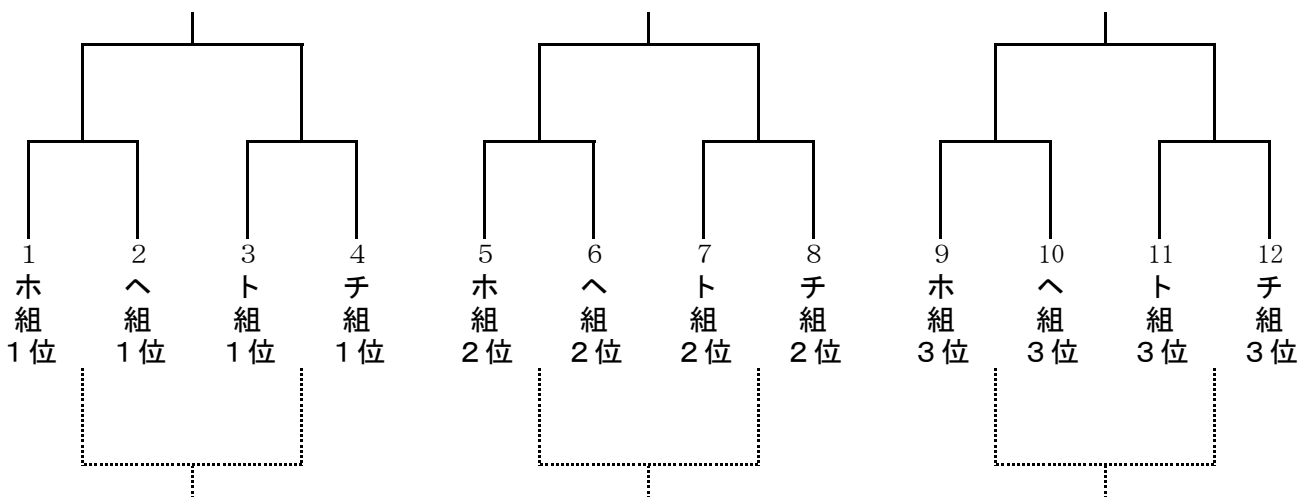 1 2 3 4 5 6 7 8 9 10 11 12
ホ組1位 ヘ組1位 ト組1位 チ組1位 ホ組2位 ヘ組2位 ト組2位 チ組2位 ホ組3位 ヘ組3位 ト組3位 チ組3位